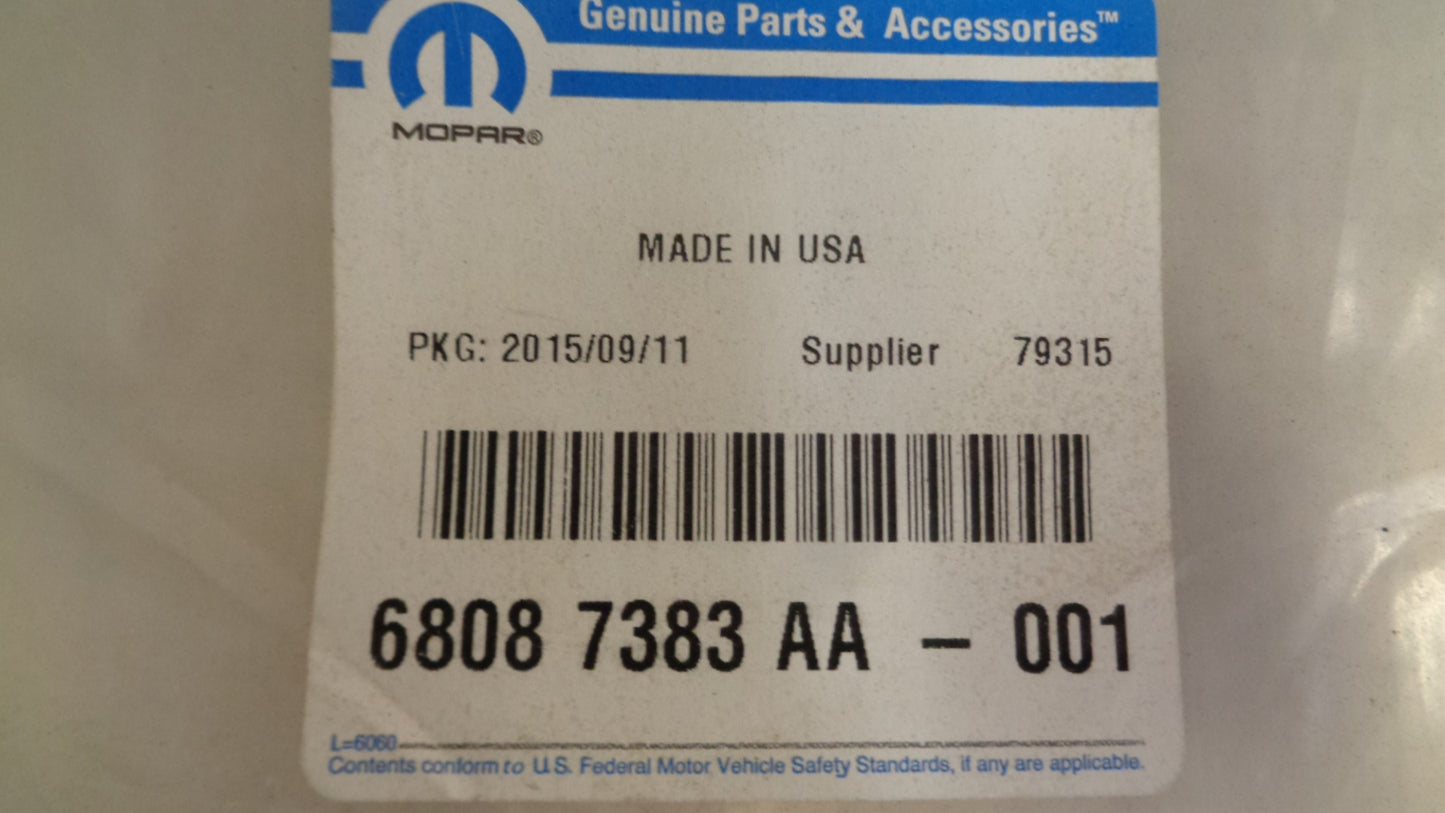 Genuine Parts & Accessories™
MOPAR®
MADE IN USA
PKG: 2015/09/11 Supplier 79315
6808 7383 AA – 001
L=6060
Contents conform to U.S. Federal Motor Vehicle Safety Standards, if any are applicable.